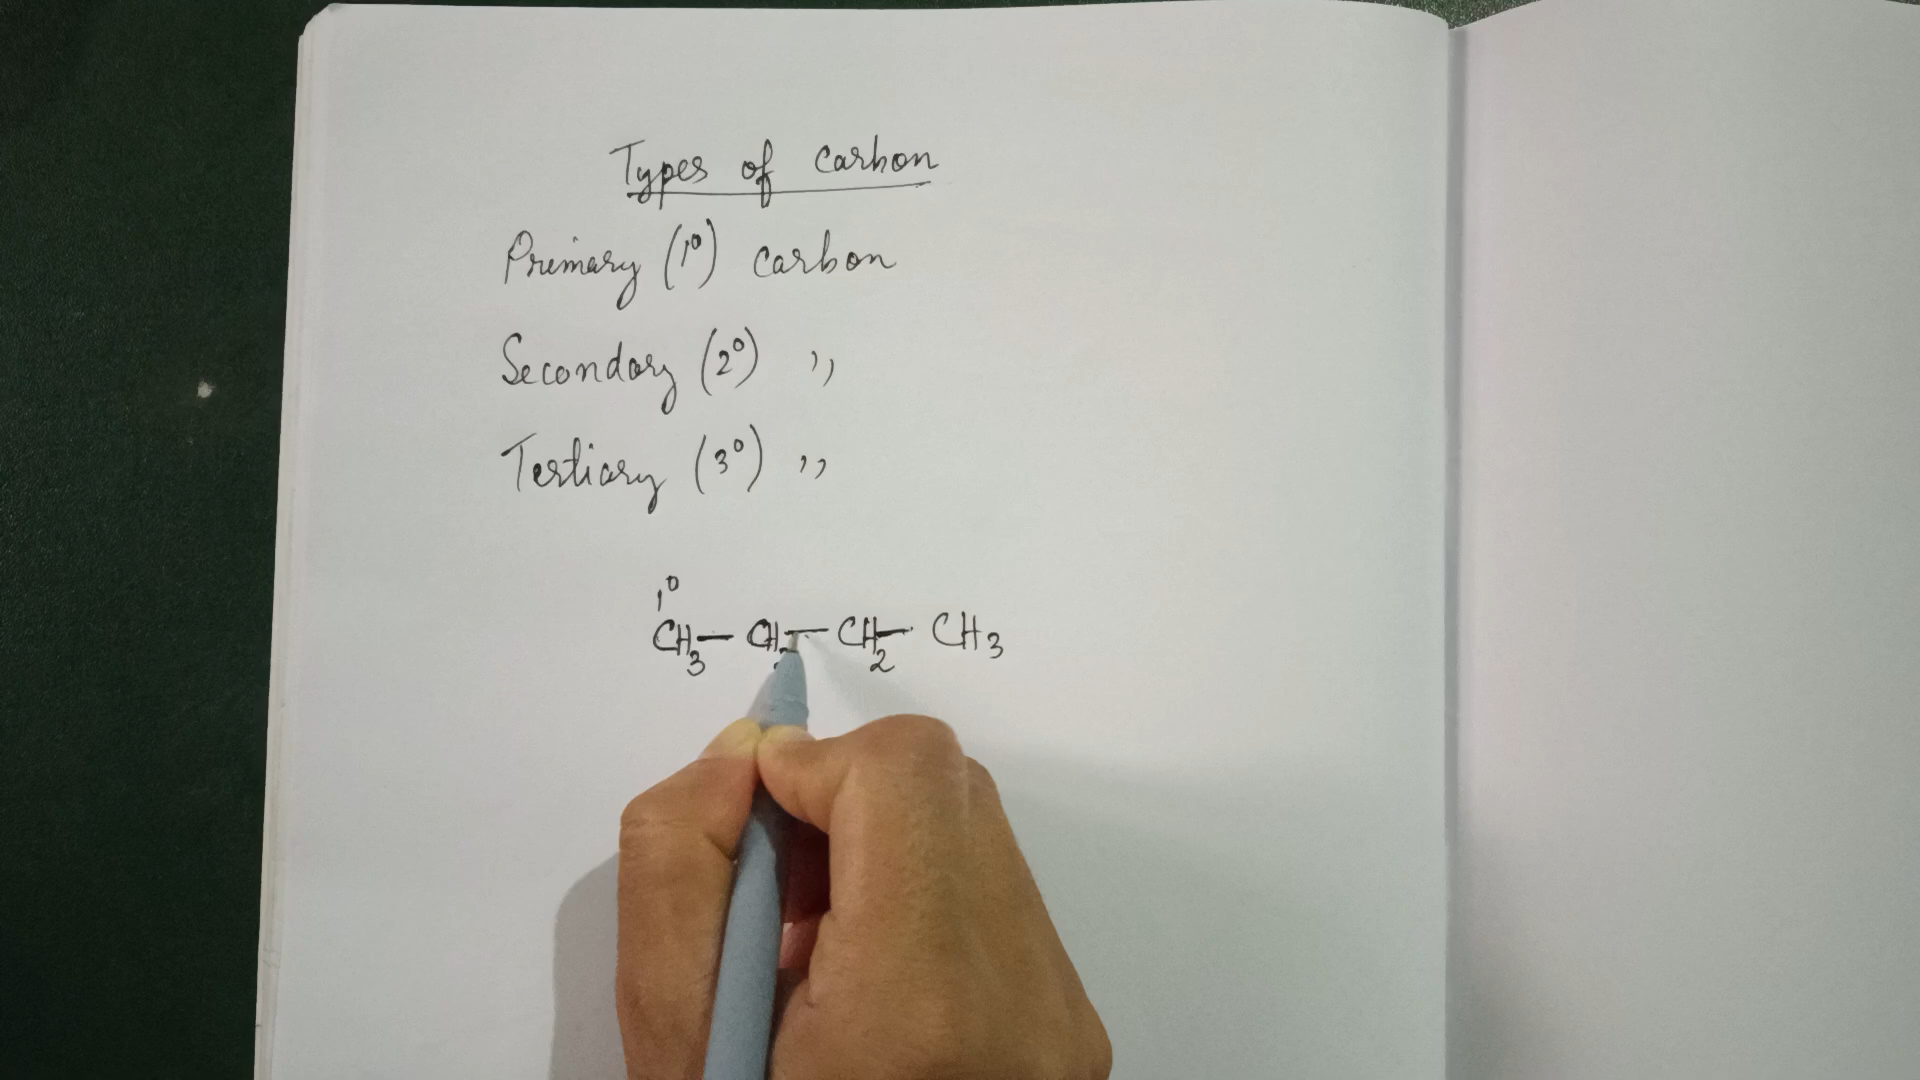 Types of carbon
Primary (1°) carbon
Secondary (2°) ,,
Tertiary (3°) ,,
1°
CH3 — CH2 — CH2 — CH3